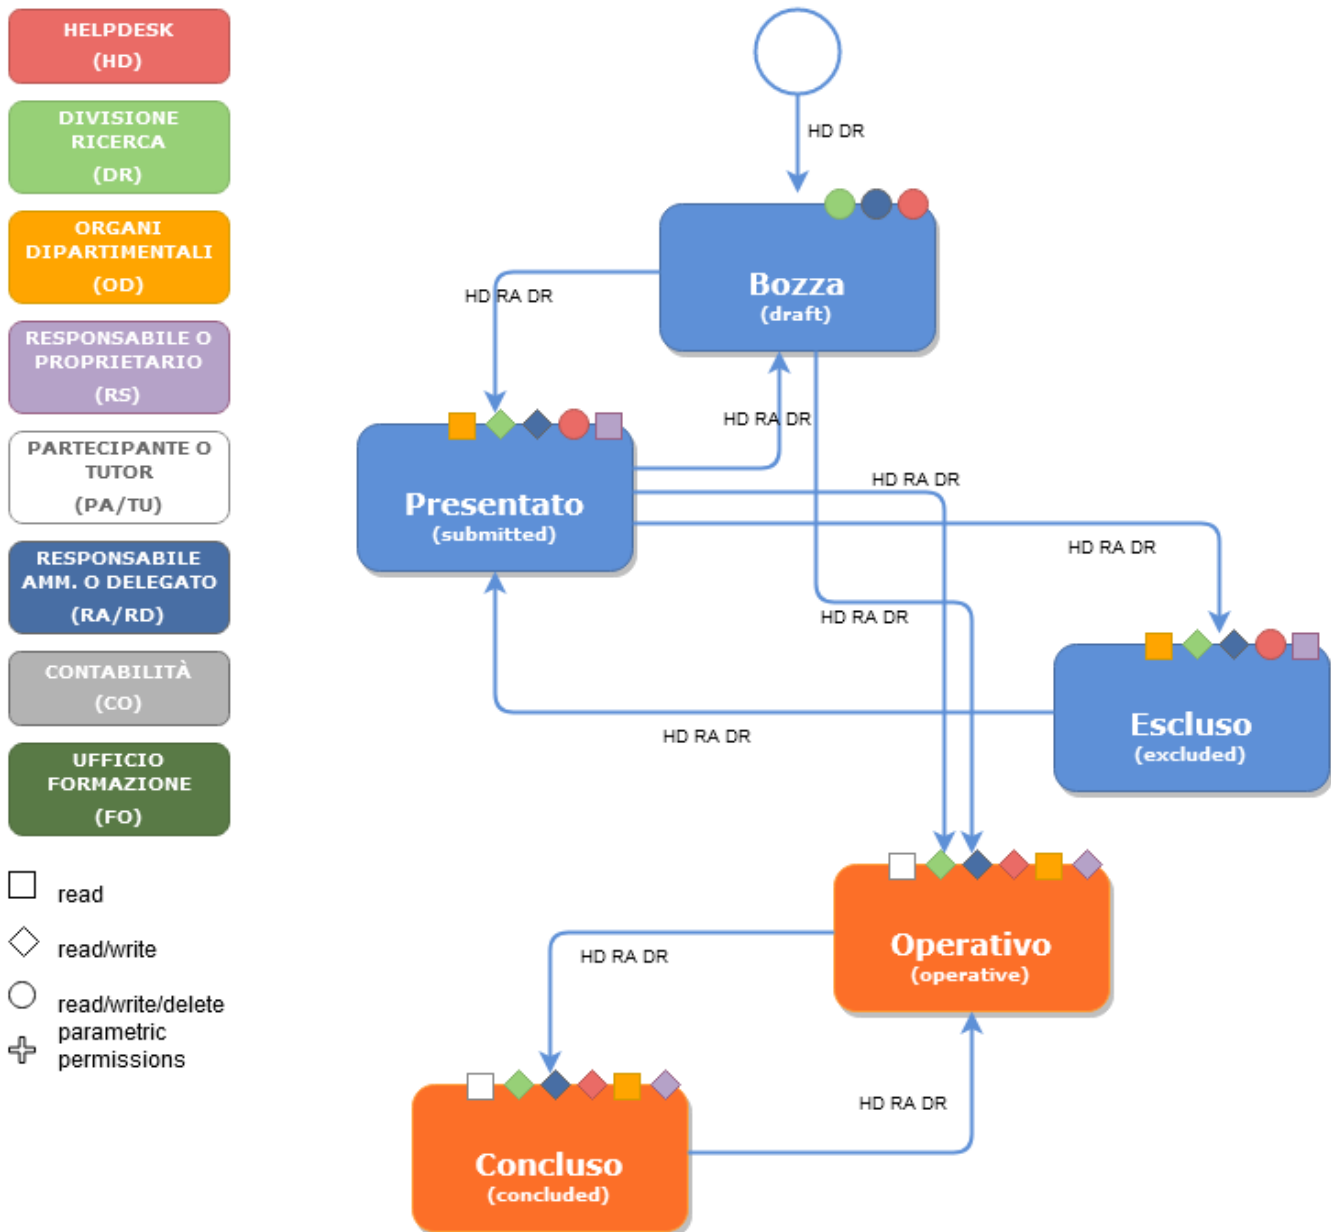 HELPDESK
(HD)
DIVISIONE
RICERCA
(DR)
ORGANI
DIPARTIMENTALI
(OD)
RESPONSABILE O
PROPRIETARIO
(RS)
PARTECIPANTE O
TUTOR
(PA/TU)
RESPONSABILE
AMM. O DELEGATO
(RA/RD)
CONTABILITÀ
(CO)
UFFICIO
FORMAZIONE
(FO)
read
read/write
read/write/delete
parametric
permissions
HD DR
Bozza
(draft)
HD RA DR
HD RA DR
Presentato
(submitted)
HD RA DR
HD RA DR
HD RA DR
Escluso
(excluded)
HD RA DR
Operativo
(operative)
HD RA DR
HD RA DR
Concluso
(concluded)